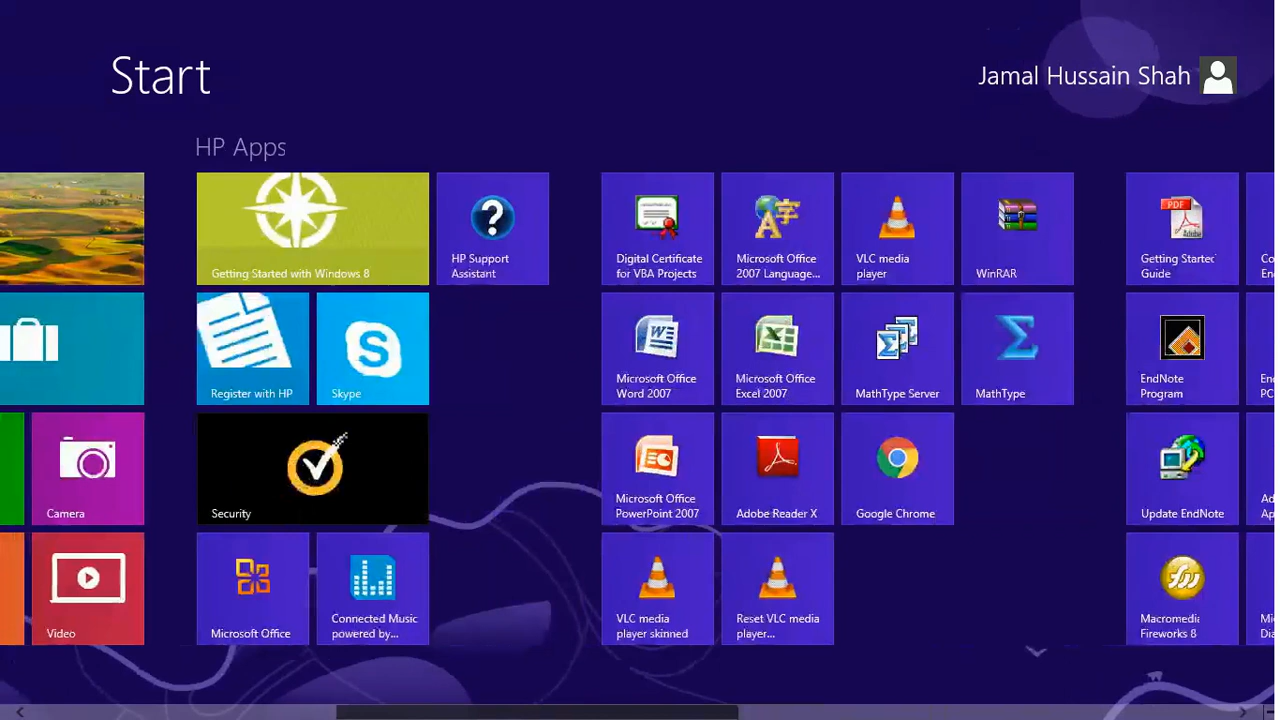 Start
Jamal Hussain Shah
HP Apps
Getting Started with Windows 8
HP Support
Assistant
Digital Certificate
for VBA Projects
Microsoft Office
2007 Language...
VLC media
player
WinRAR
PDF
Adobe
Getting Started
Guide
Register with HP
Skype
Microsoft Office
Word 2007
Microsoft Office
Excel 2007
MathType Server
MathType
EndNote
Program
PC
Camera
Security
Microsoft Office
PowerPoint 2007
Adobe Reader X
Google Chrome
Update EndNote
Video
Microsoft Office
Connected Music
powered by...
VLC media
player skinned
Reset VLC media
player...
Macromedia
Fireworks 8